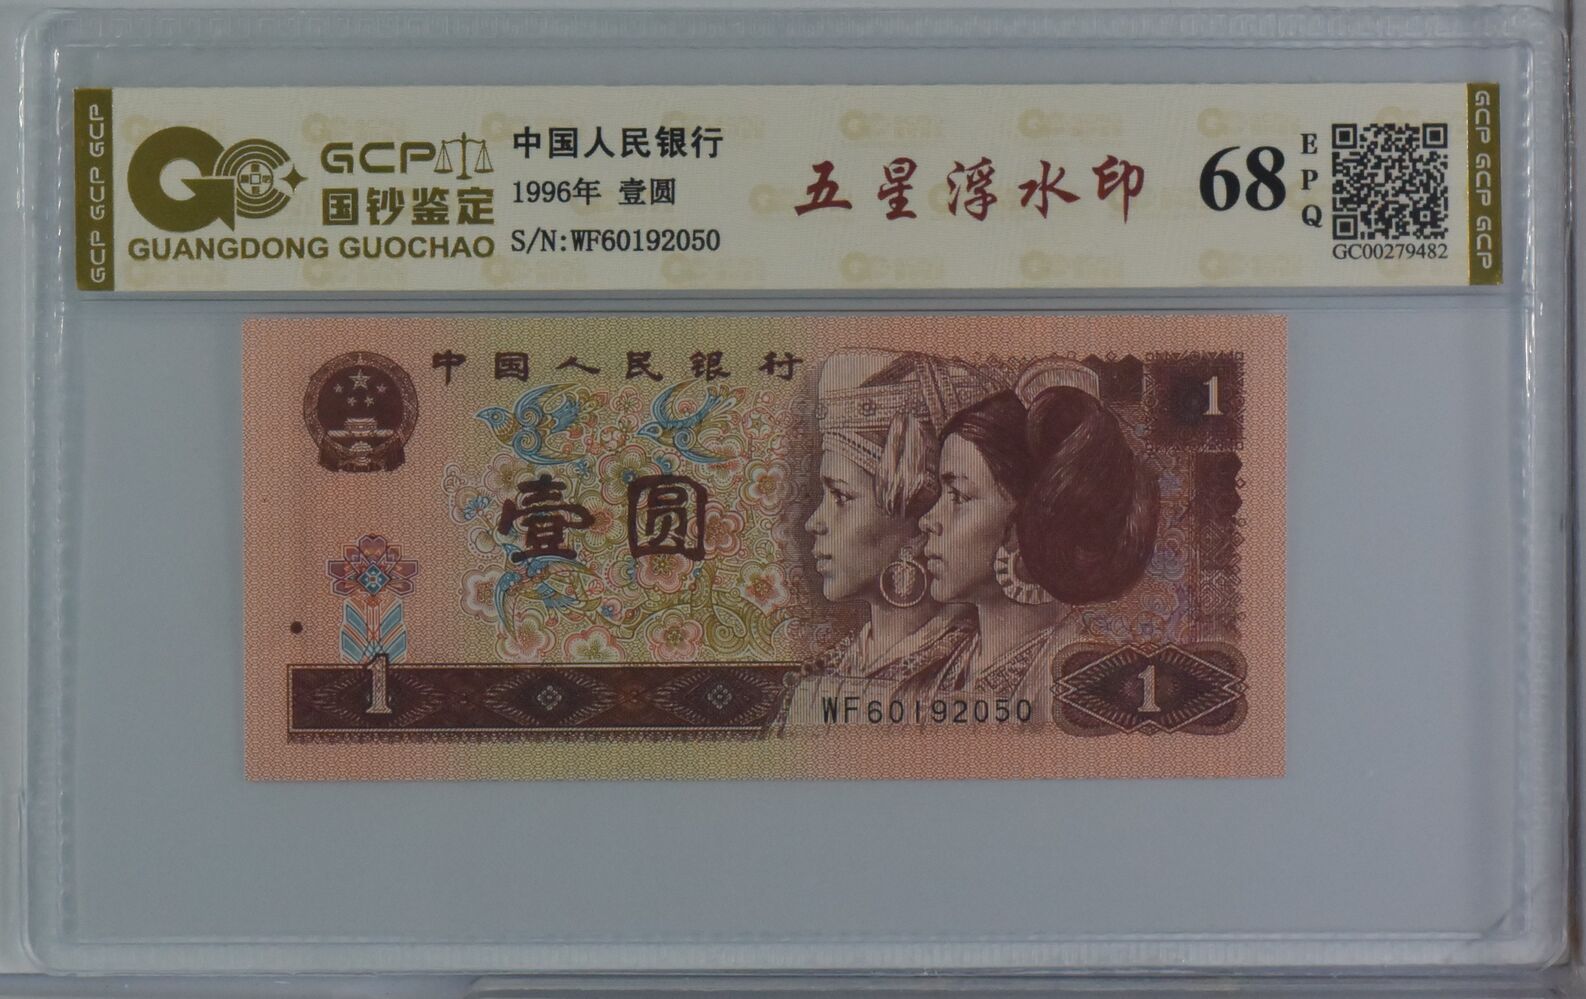 GCP GCP GCP
GCP
国钞鉴定
GUANGDONG GUOCHAO
中国人民银行
1996年 壹圆
S/N:WF60192050
五星浮水印
68
EPQ
GC00279482
GCP GCP GCP
中国人民银行
1
壹圆
1
WF60192050
1